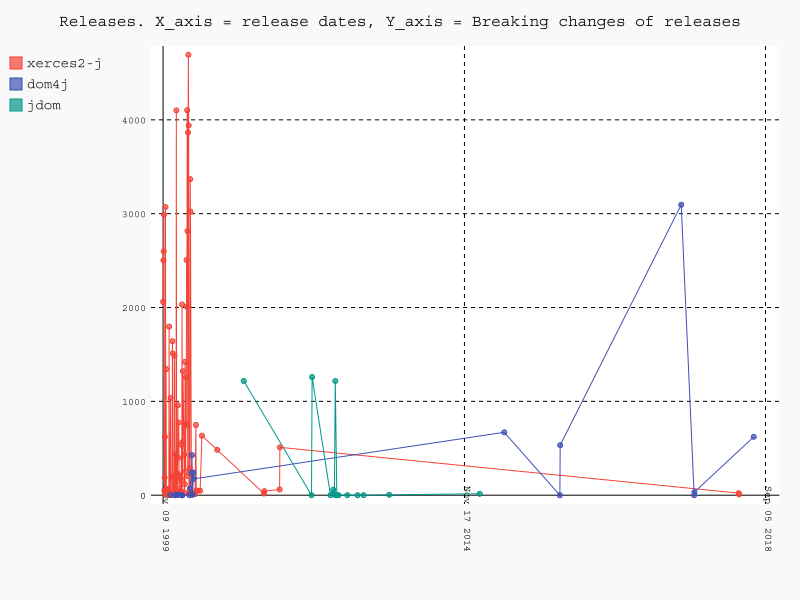 Releases. X_axis = release dates, Y_axis = Breaking changes of releases
xerces2-j
dom4j
jdom
4000
3000
2000
1000
0
09 1999
Nov 17 2014
Sep 05 2018